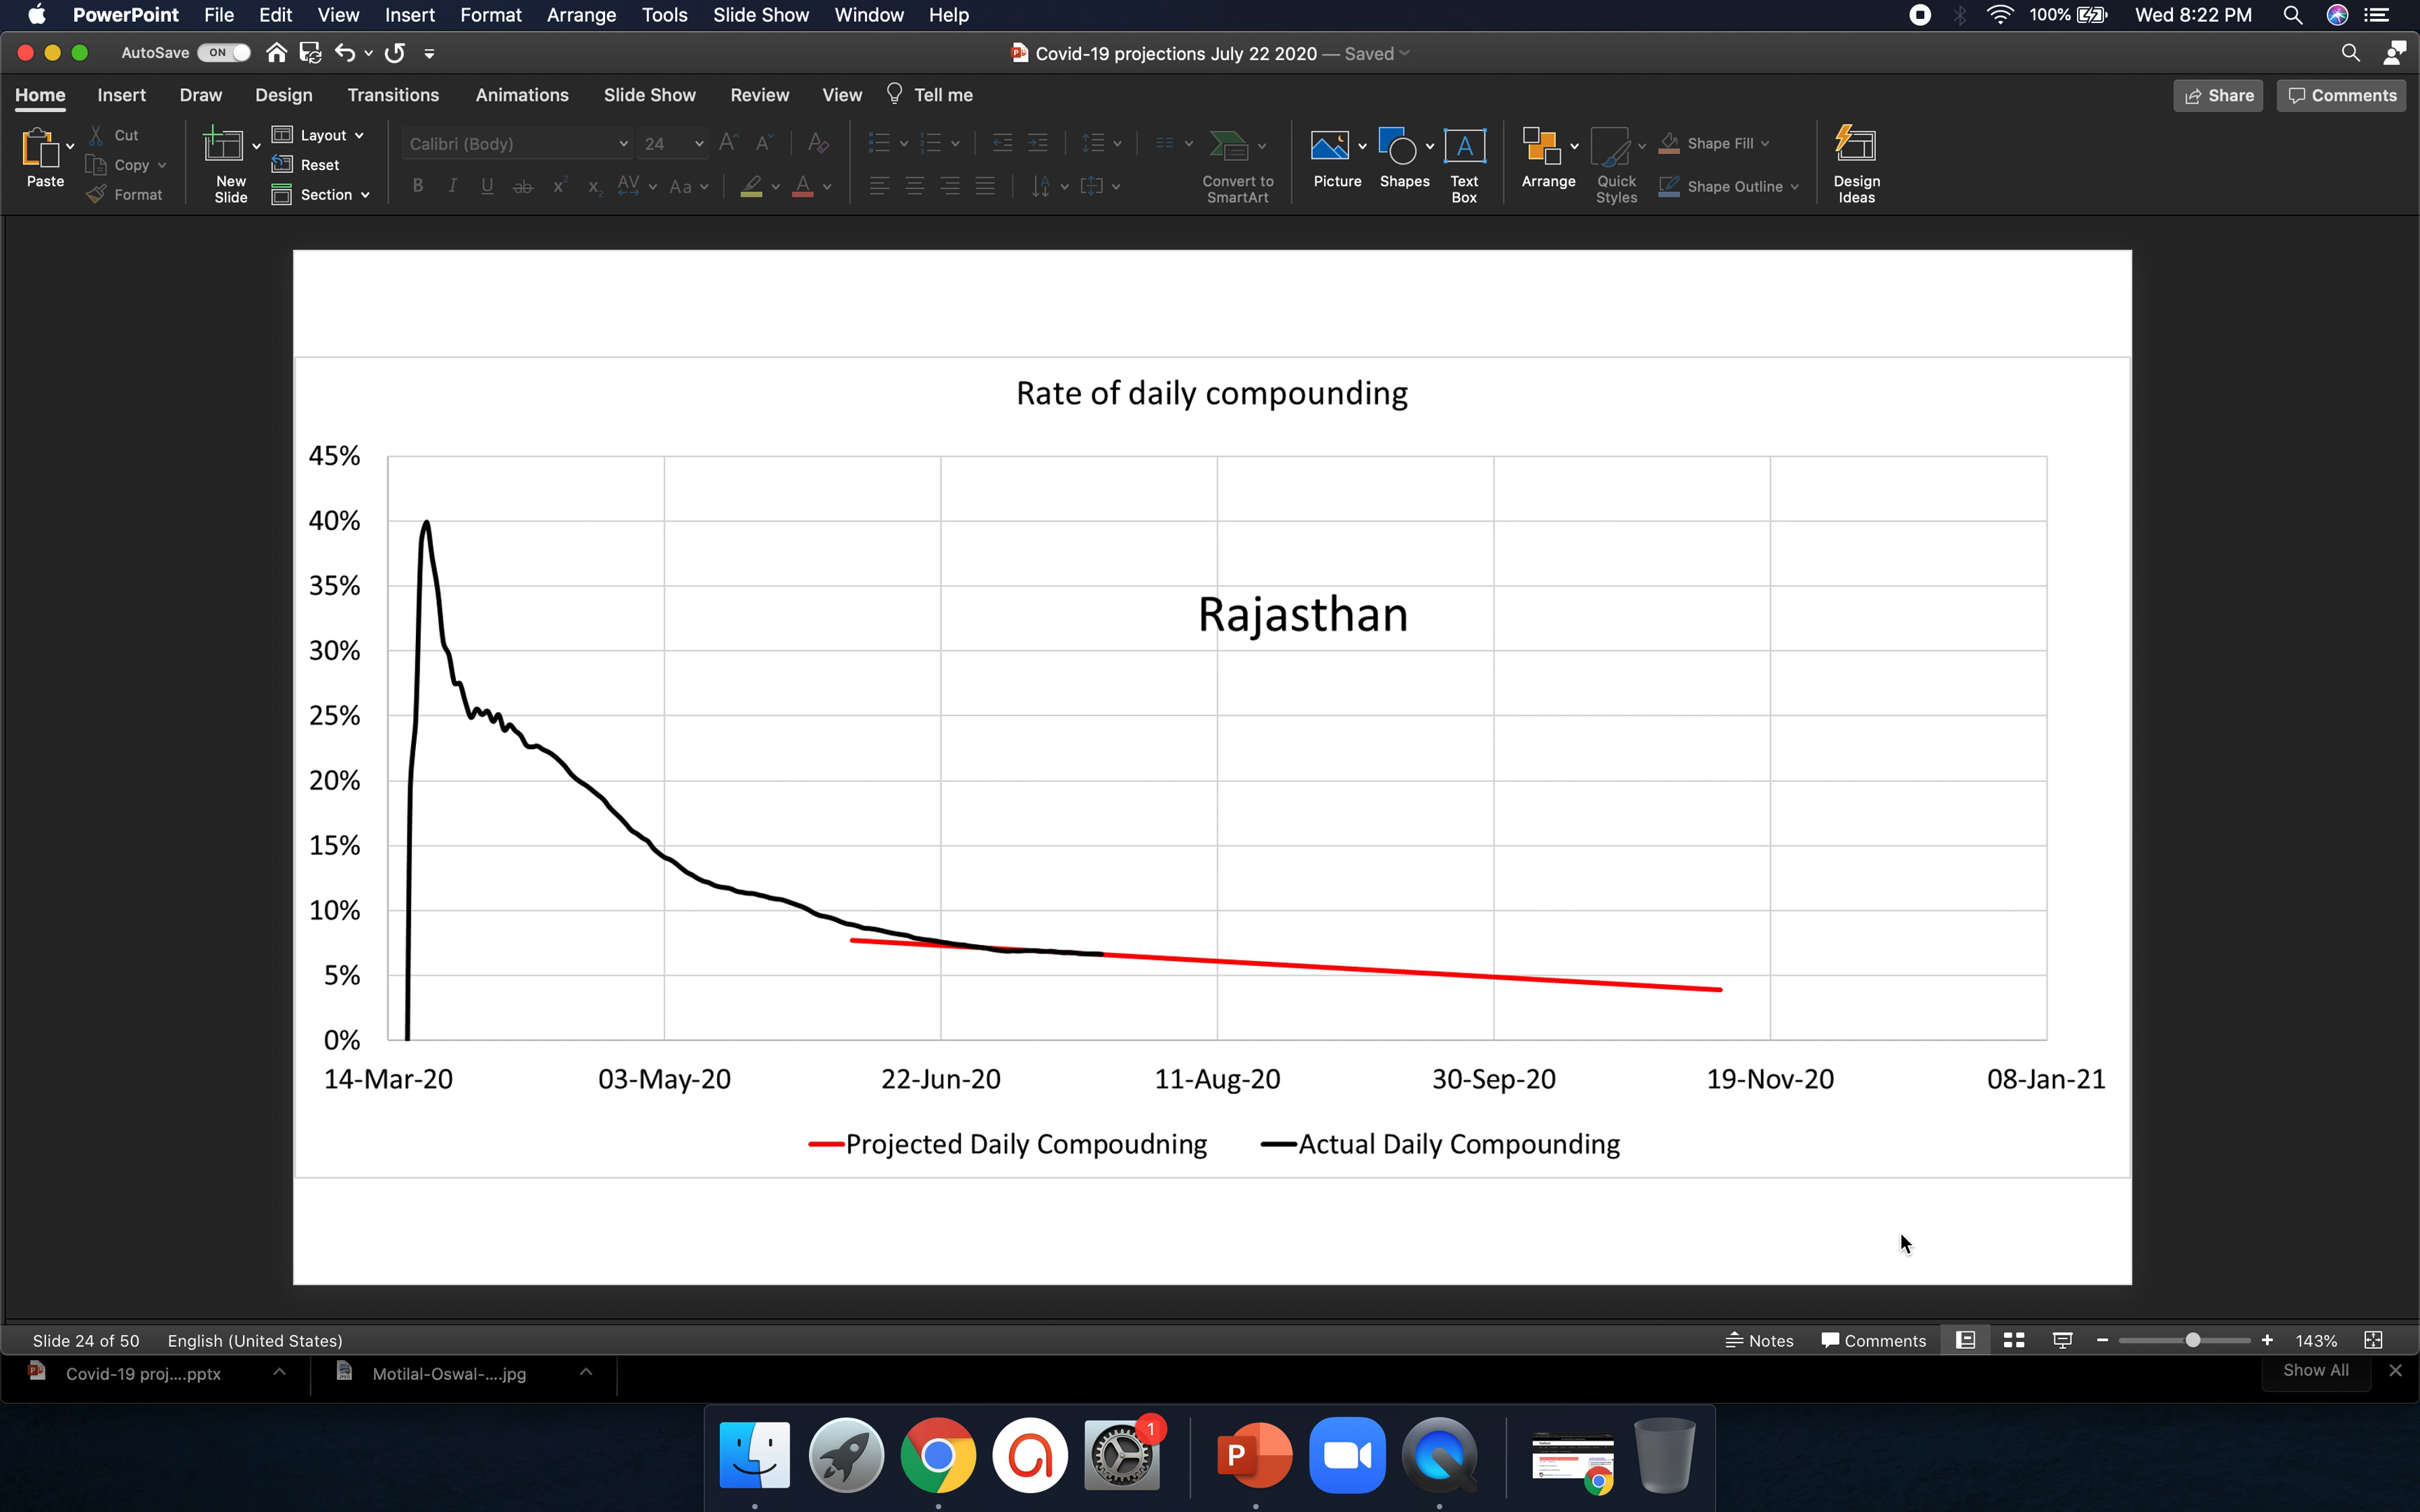 PowerPoint File Edit View Insert Format Arrange Tools Slide Show Window Help 100% Wed 8:22 PM
AutoSave ON Covid-19 projections July 22 2020 — Saved
Home Insert Draw Design Transitions Animations Slide Show Review View Tell me Share Comments
Paste
Cut
Copy
Format
New Slide
Layout
Reset
Section
Calibri (Body) 24
Convert to SmartArt
Picture
Shapes
Text Box
Arrange
Quick Styles
Shape Fill
Shape Outline
Design Ideas
Rate of daily compounding
45%
40%
35%
Rajasthan
30%
25%
20%
15%
10%
5%
0%
14-Mar-20 03-May-20 22-Jun-20 11-Aug-20 30-Sep-20 19-Nov-20 08-Jan-21
Projected Daily Compoudning Actual Daily Compounding
Slide 24 of 50 English (United States) Notes Comments 143%
Covid-19 proj....pptx Motilal-Oswal-....jpg Show All
1